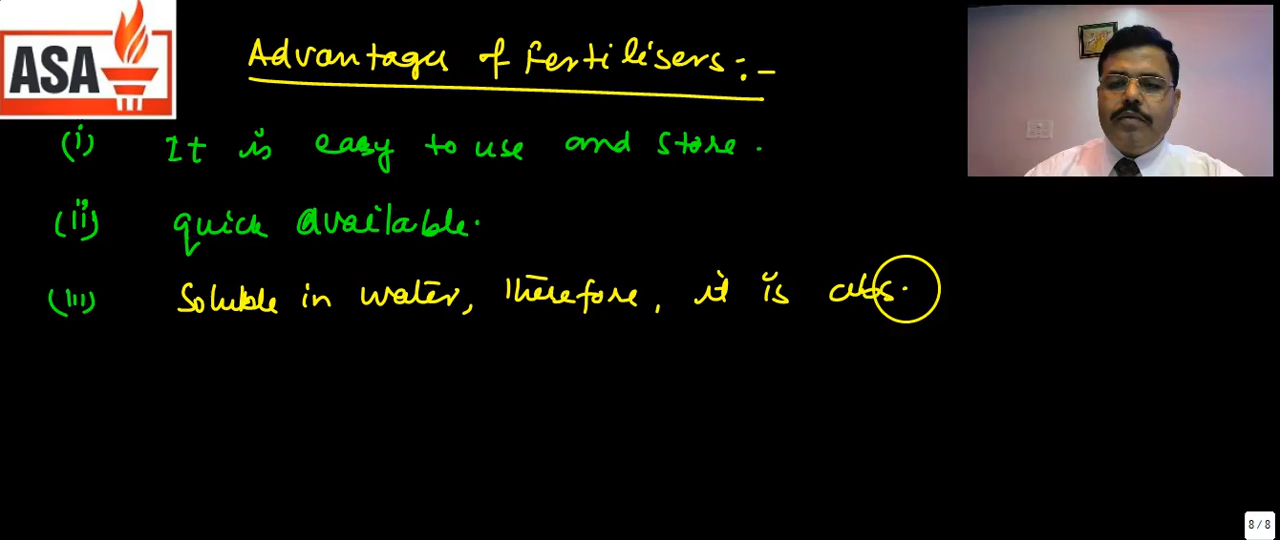 ASA
Advantages of Fertilisers:-
(i) It is easy to use and store.
(ii) quick available.
(iii) Soluble in water, Therefore, it is abs.
8/8